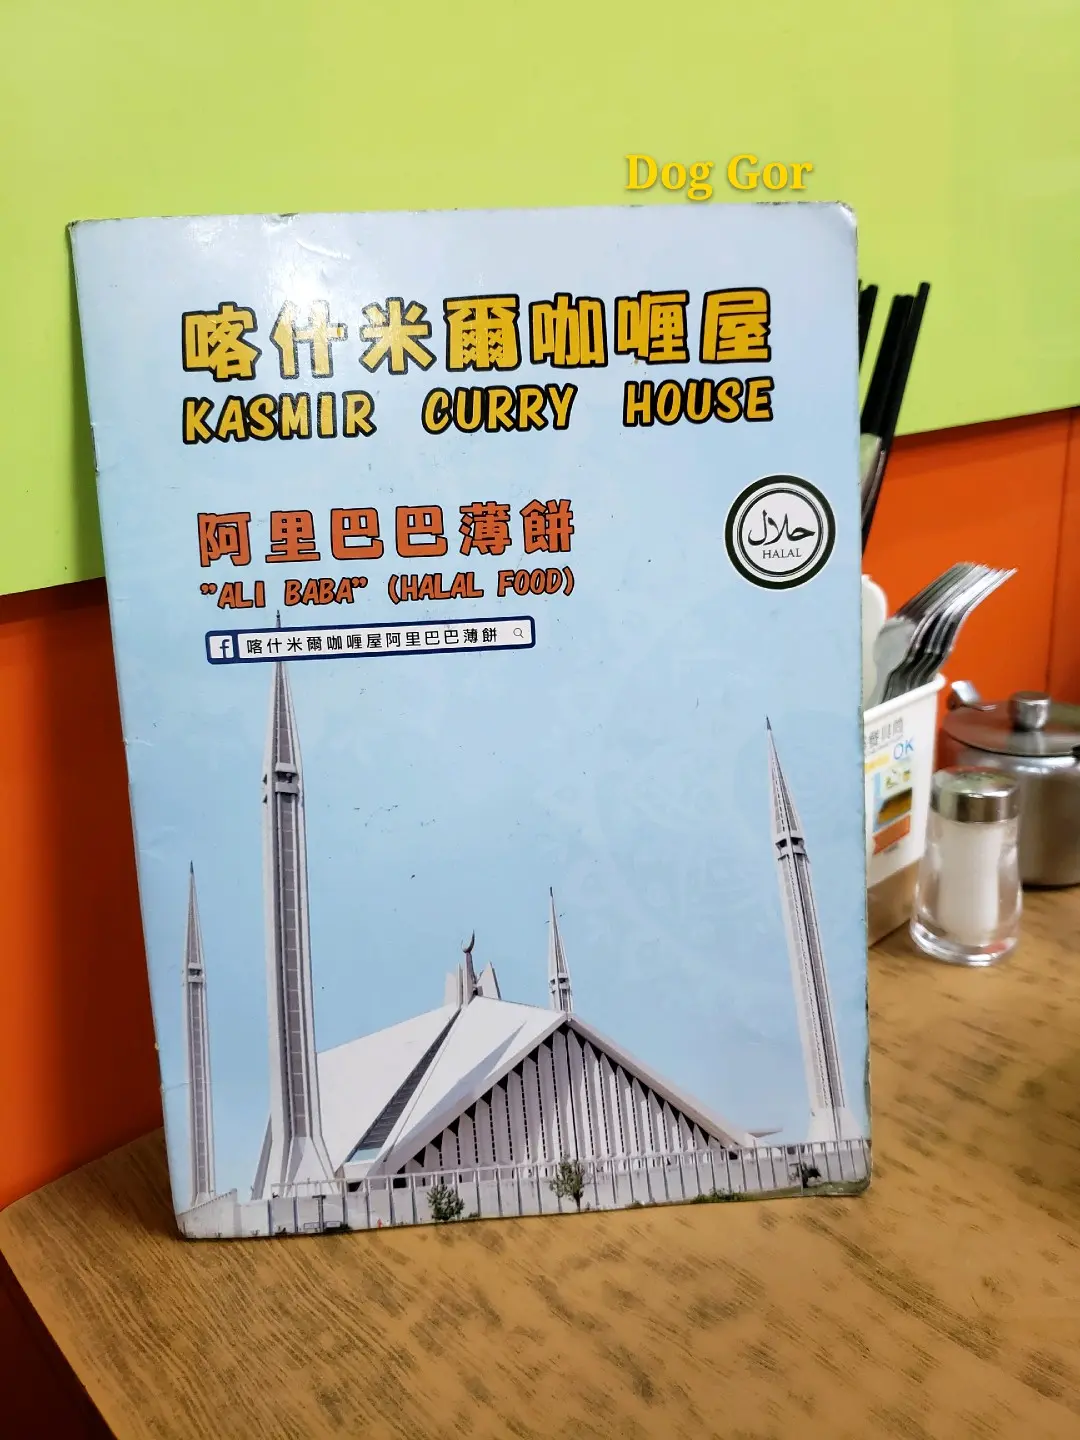 Dog Gor
喀什米爾咖喱屋
KASMIR CURRY HOUSE
阿里巴巴薄餅
"ALI BABA" (HALAL FOOD)
حلال
HALAL
f 喀什米爾咖喱屋阿里巴巴薄餅
OK